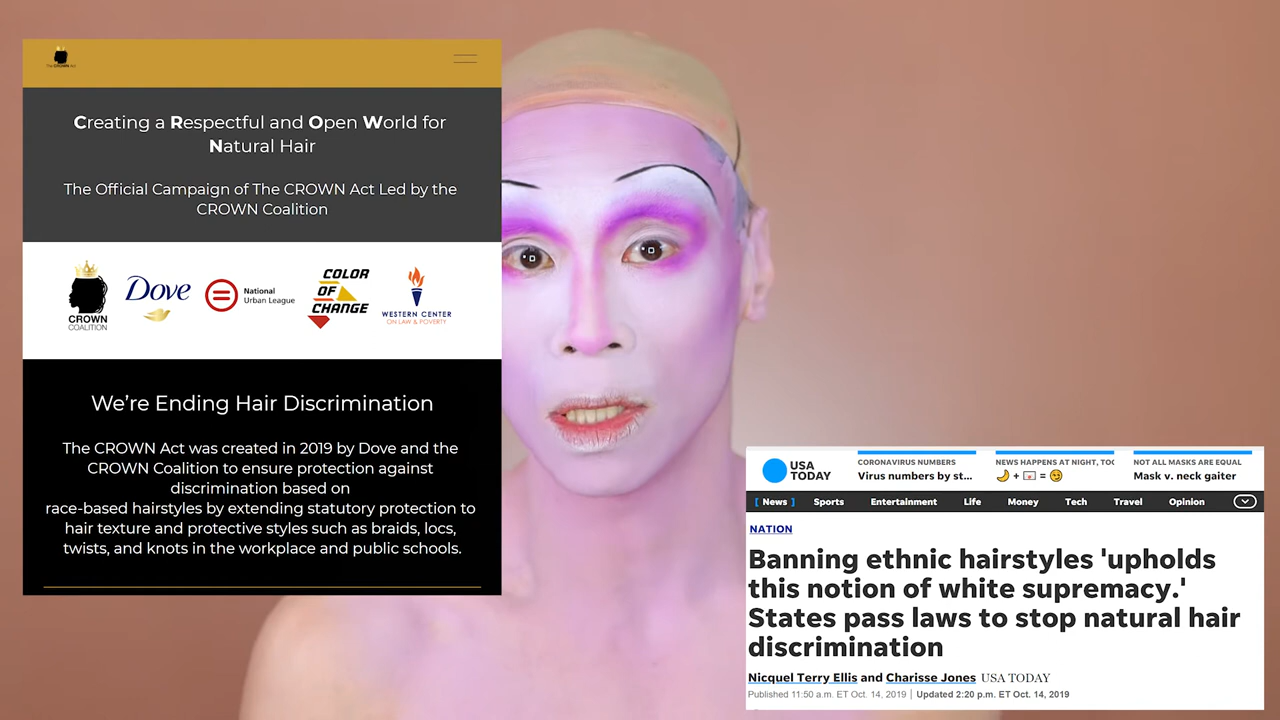 The CROWN Act
Creating a Respectful and Open World for
Natural Hair
The Official Campaign of The CROWN Act Led by the
CROWN Coalition
CROWN
COALITION
Dove
National
Urban League
COLOR
OF
CHANGE
WESTERN CENTER
ON LAW & POVERTY
We're Ending Hair Discrimination
The CROWN Act was created in 2019 by Dove and the
CROWN Coalition to ensure protection against
discrimination based on
race-based hairstyles by extending statutory protection to
hair texture and protective styles such as braids, locs,
twists, and knots in the workplace and public schools.
USA
TODAY
CORONAVIRUS NUMBERS
Virus numbers by st...
NEWS HAPPENS AT NIGHT, TOO
🌙 + 💌 = 😏
NOT ALL MASKS ARE EQUAL
Mask v. neck gaiter
[ News ] Sports Entertainment Life Money Tech Travel Opinion
NATION
Banning ethnic hairstyles 'upholds
this notion of white supremacy.'
States pass laws to stop natural hair
discrimination
Nicquel Terry Ellis and Charisse Jones USA TODAY
Published 11:50 a.m. ET Oct. 14, 2019 | Updated 2:20 p.m. ET Oct. 14, 2019